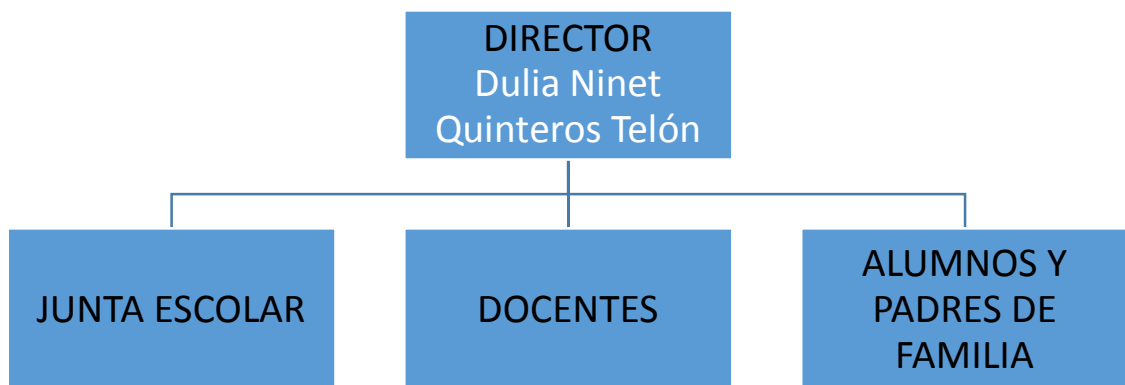 DIRECTOR
Dulia Ninet
Quinteros Telón
JUNTA ESCOLAR
DOCENTES
ALUMNOS Y
PADRES DE
FAMILIA